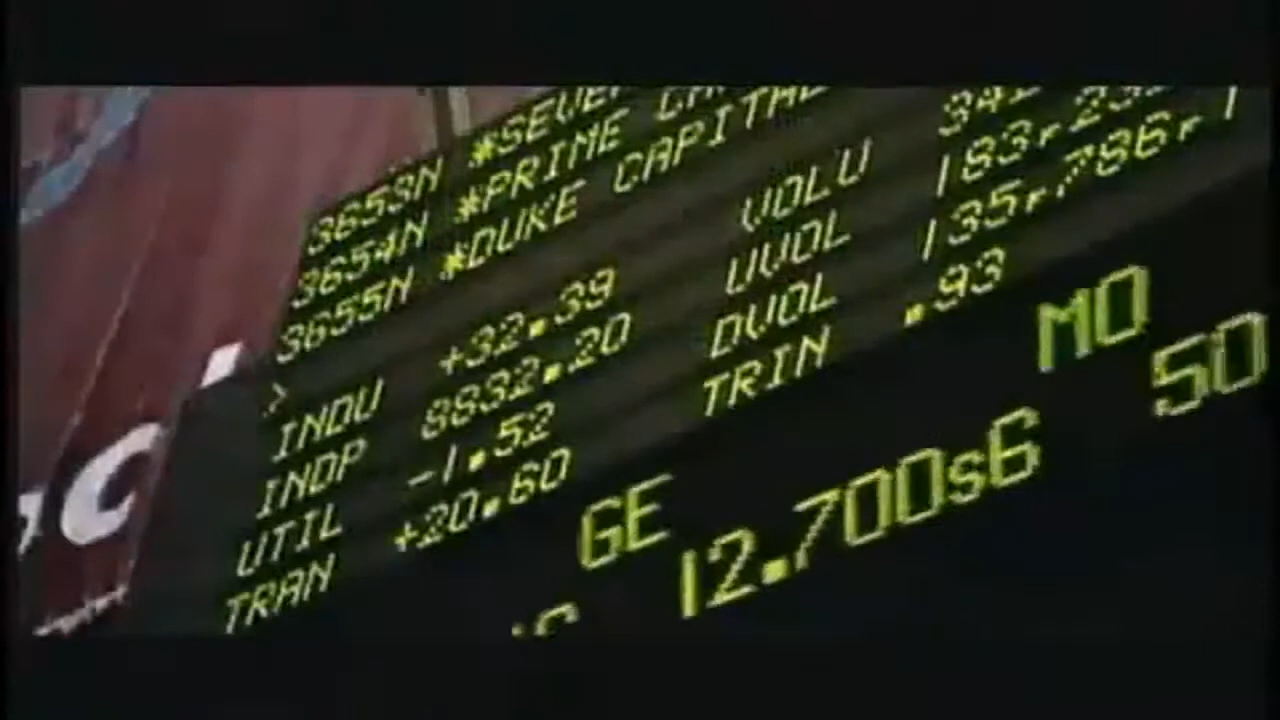 3653N
3654N *PRIME
3655N *DUKE CAPITAL
>
INDU +32.39 VOLU
INDP 8832.20 UVOL 183,
UTIL -1.52 DVOL 135,786,1
TRAN +20.60 TRIN .93
MO
GE 50
12.700s6